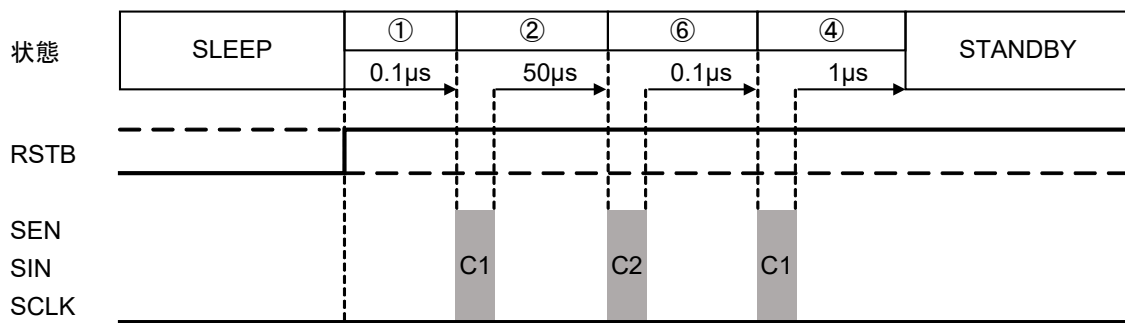 ① ② ⑥ ④
状態 SLEEP STANDBY
0.1μs 50μs 0.1μs 1μs
RSTB
SEN
SIN C1 C2 C1
SCLK